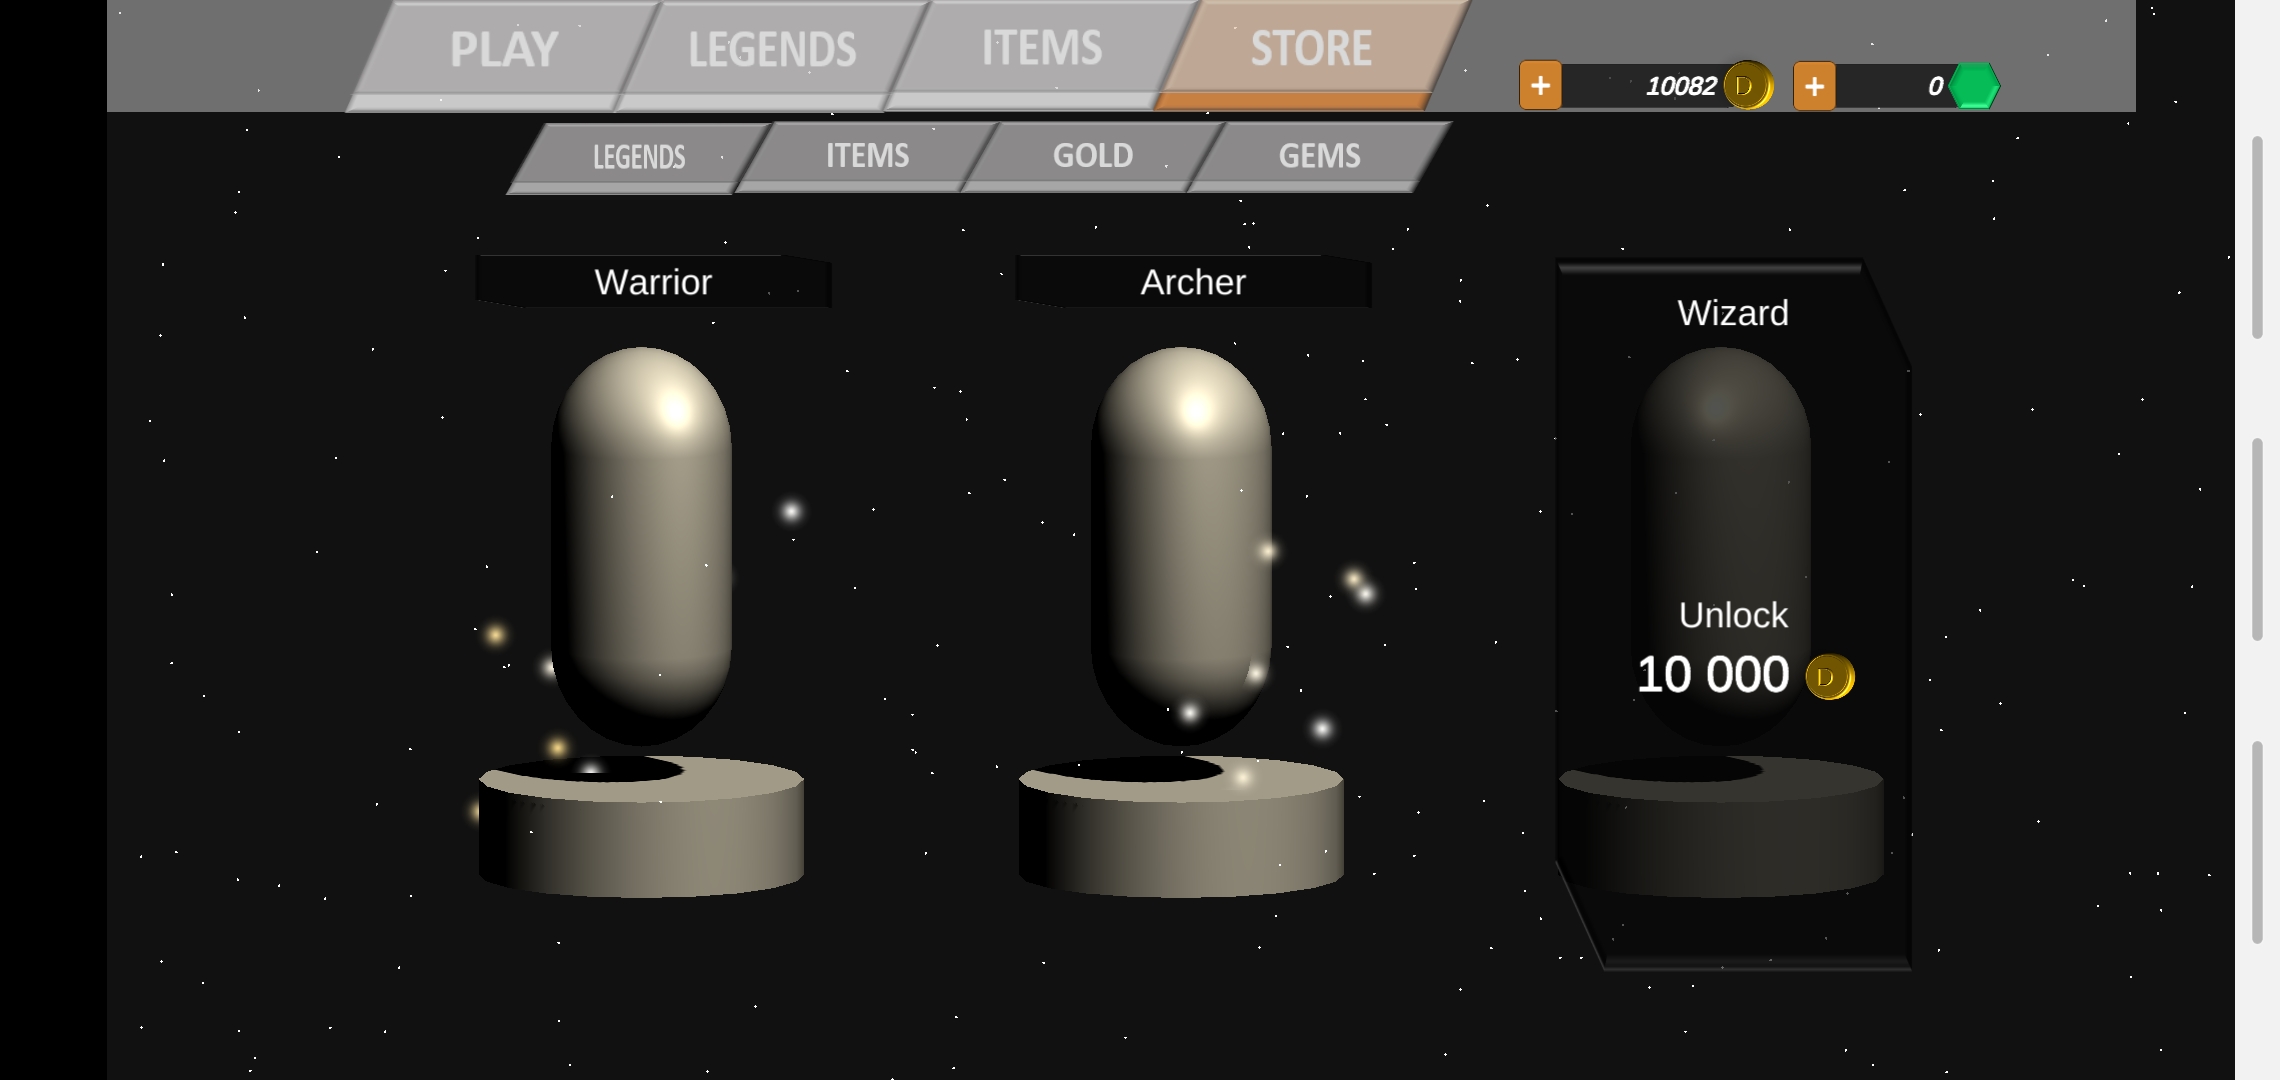 PLAY LEGENDS ITEMS STORE
10082 D 0
LEGENDS ITEMS GOLD GEMS
Warrior
Archer
Wizard
Unlock
10 000 D